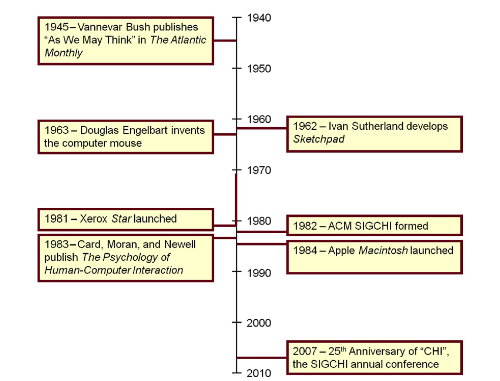 1940
1945 – Vannevar Bush publishes
"As We May Think" in The Atlantic
Monthly
1950
1960
1962 – Ivan Sutherland develops
Sketchpad
1963 – Douglas Engelbart invents
the computer mouse
1970
1981 – Xerox Star launched
1980
1982 – ACM SIGCHI formed
1983 – Card, Moran, and Newell
publish The Psychology of
Human-Computer Interaction
1984 – Apple Macintosh launched
1990
2000
2007 – 25th Anniversary of "CHI",
the SIGCHI annual conference
2010